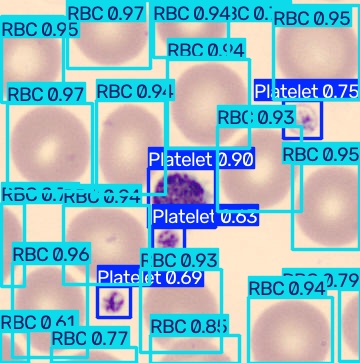 RBC 0.97
RBC 0.94
RBC 0.95
RBC 0.95
RBC 0.94
RBC 0.97
RBC 0.94
Platelet 0.75
RBC 0.93
Platelet 0.90
RBC 0.95
RBC 0.94
Platelet 0.63
RBC 0.96
RBC 0.93
Platelet 0.69
0.79
RBC 0.94
RBC 0.61
RBC 0.85
RBC 0.77